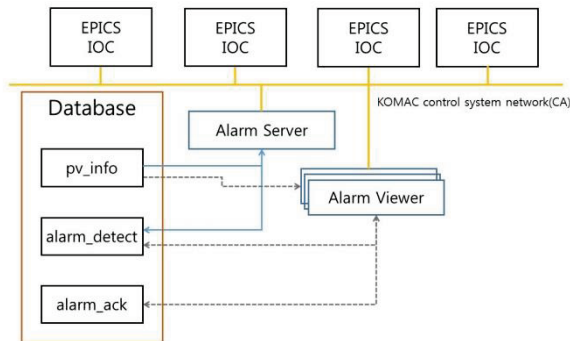 EPICS
IOC
EPICS
IOC
EPICS
IOC
EPICS
IOC
KOMAC control system network(CA)
Database
Alarm Server
pv_info
Alarm Viewer
alarm_detect
alarm_ack